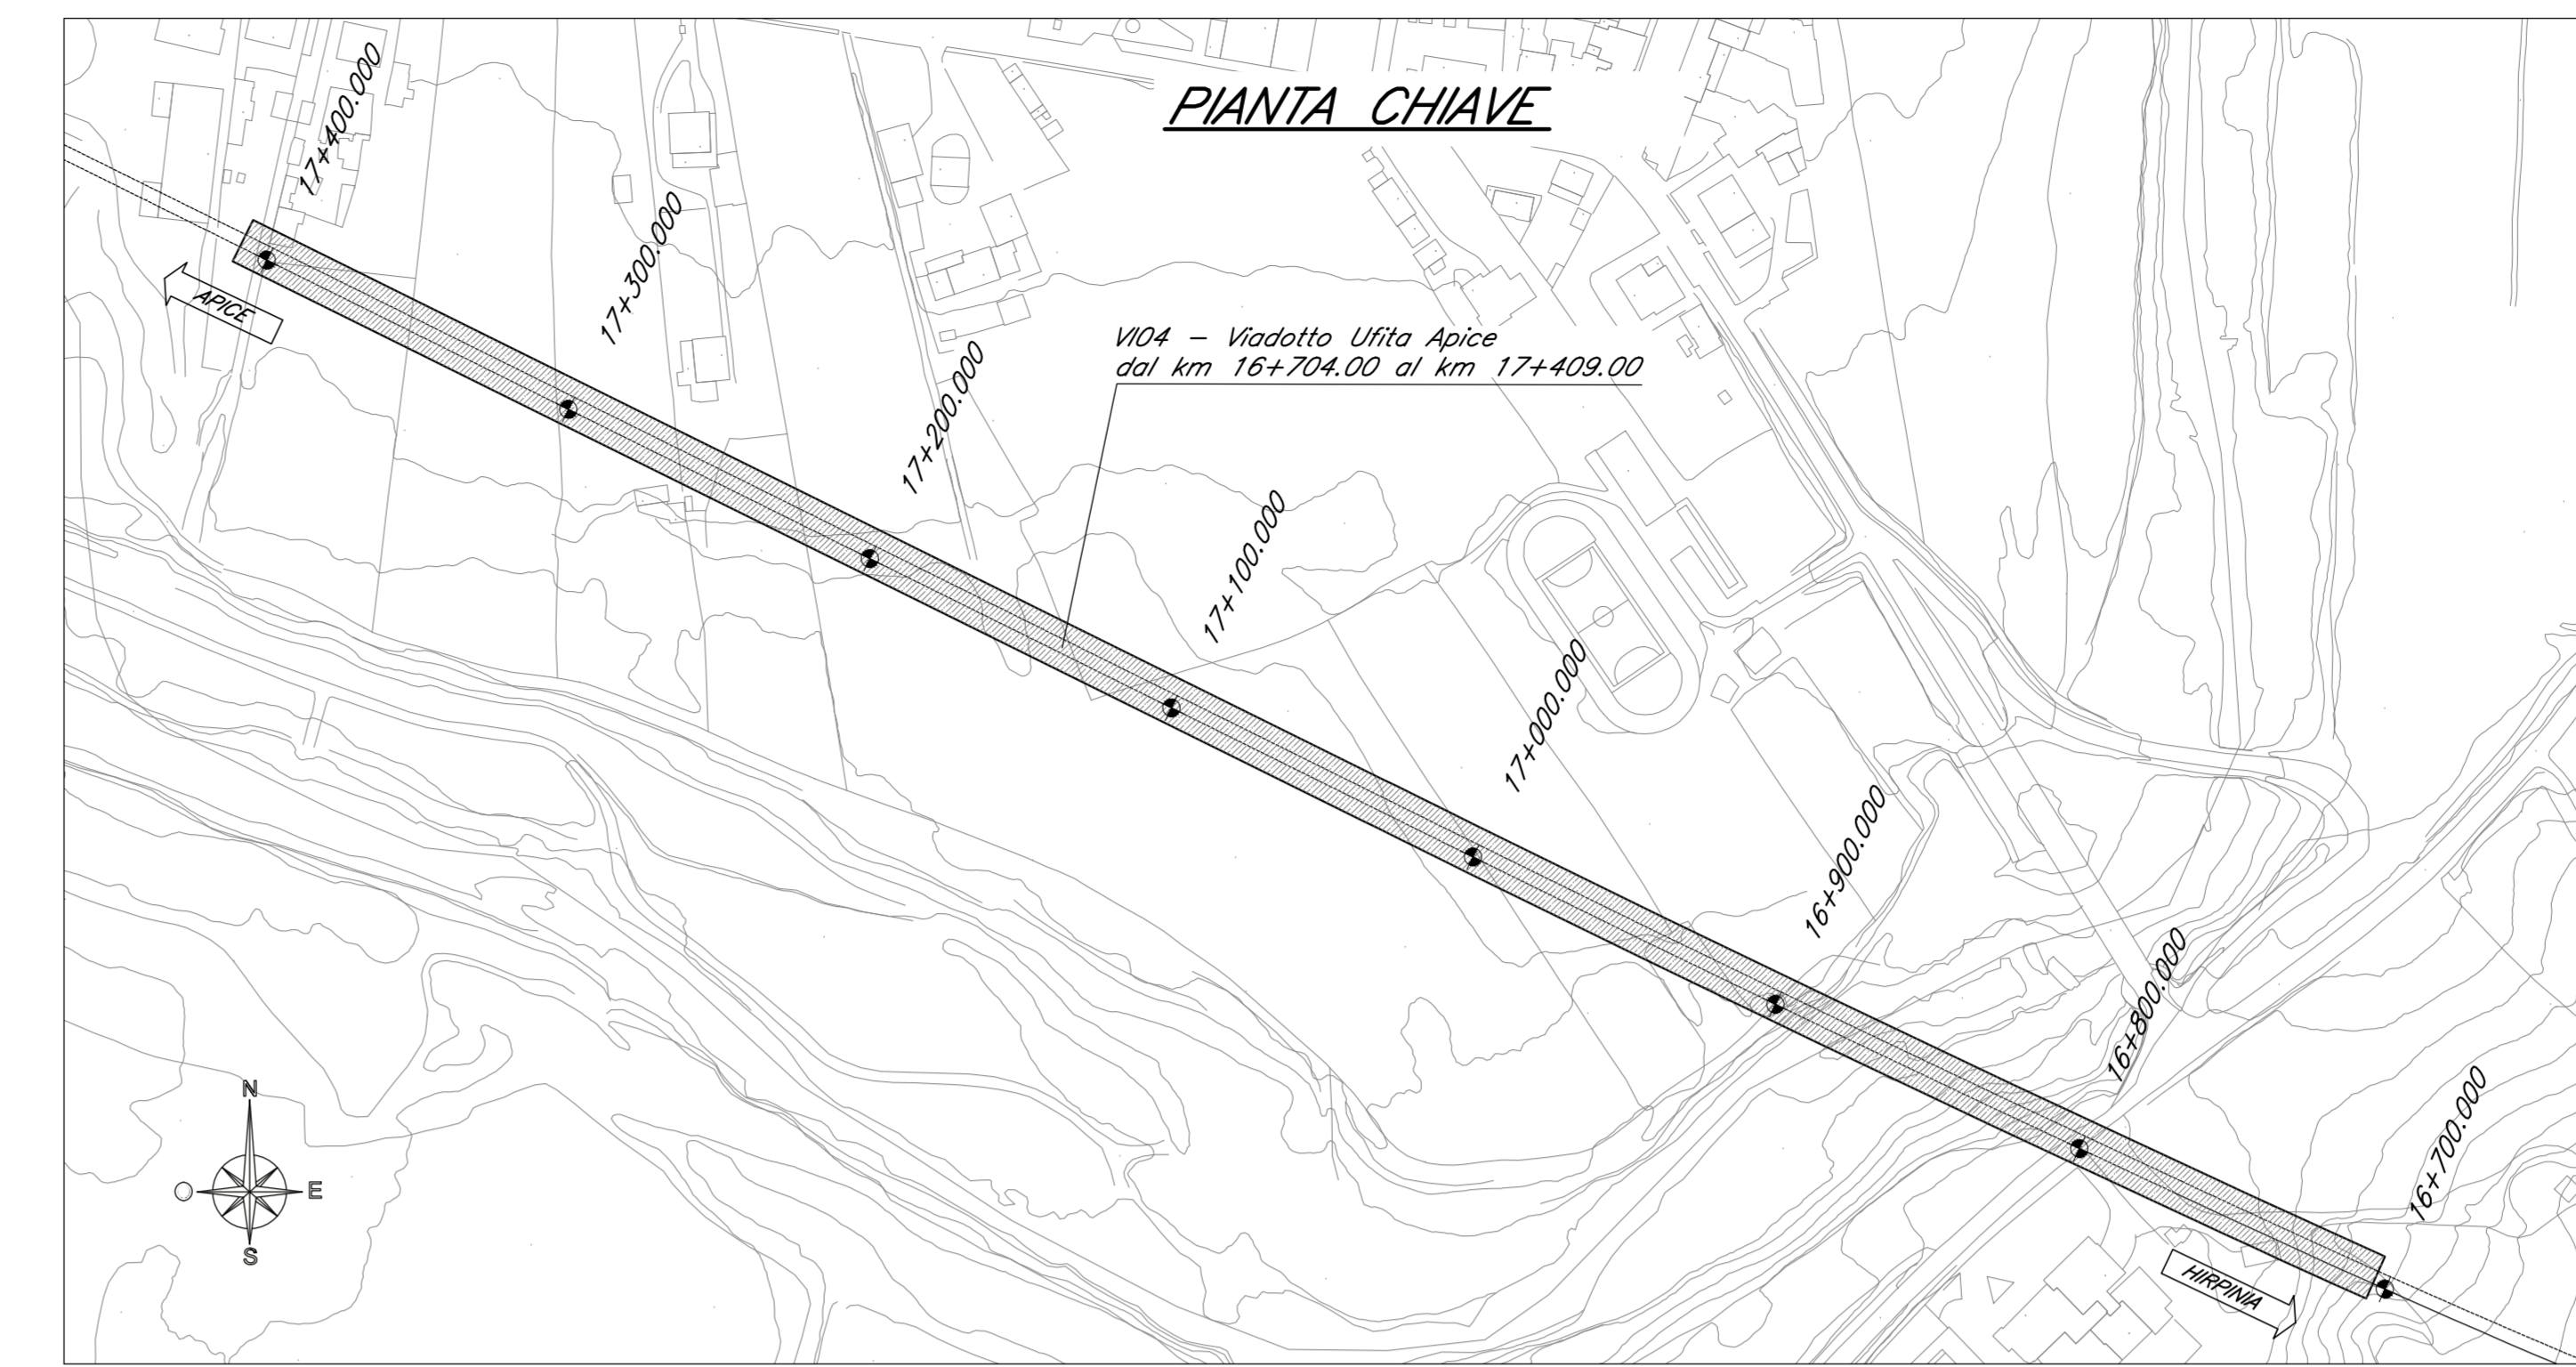 PIANTA CHIAVE
17+400.000
17+300.000
17+200.000
17+100.000
17+000.000
16+900.000
16+800.000
16+700.000
VI04 – Viadotto Ufita Apice
dal km 16+704.00 al km 17+409.00
APICE
HIRPINIA
N
O E
S